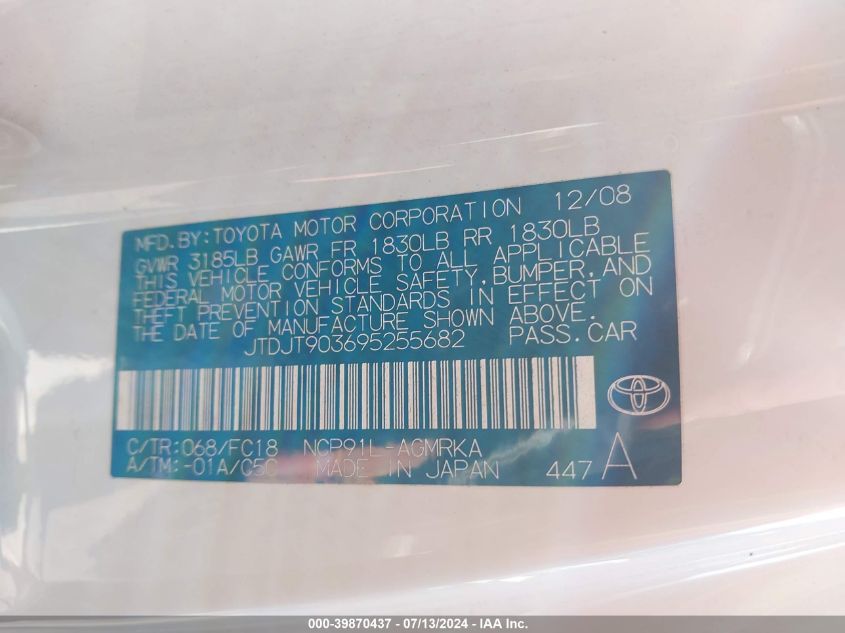 MFD.BY:TOYOTA MOTOR CORPORATION 12/08
GVWR 3185LB GAWR FR 1830LB RR 1830LB
THIS VEHICLE CONFORMS TO ALL APPLICABLE
FEDERAL MOTOR VEHICLE SAFETY,BUMPER,AND
THEFT PREVENTION STANDARDS IN EFFECT ON
THE DATE OF MANUFACTURE SHOWN ABOVE.
JTDJT903695255682 PASS.CAR
C/TR:068/FC18 NCP91L-AGMRKA
A/TM:-01A/C5C MADE IN JAPAN 447 A
000-39870437 - 07/13/2024 - IAA Inc.